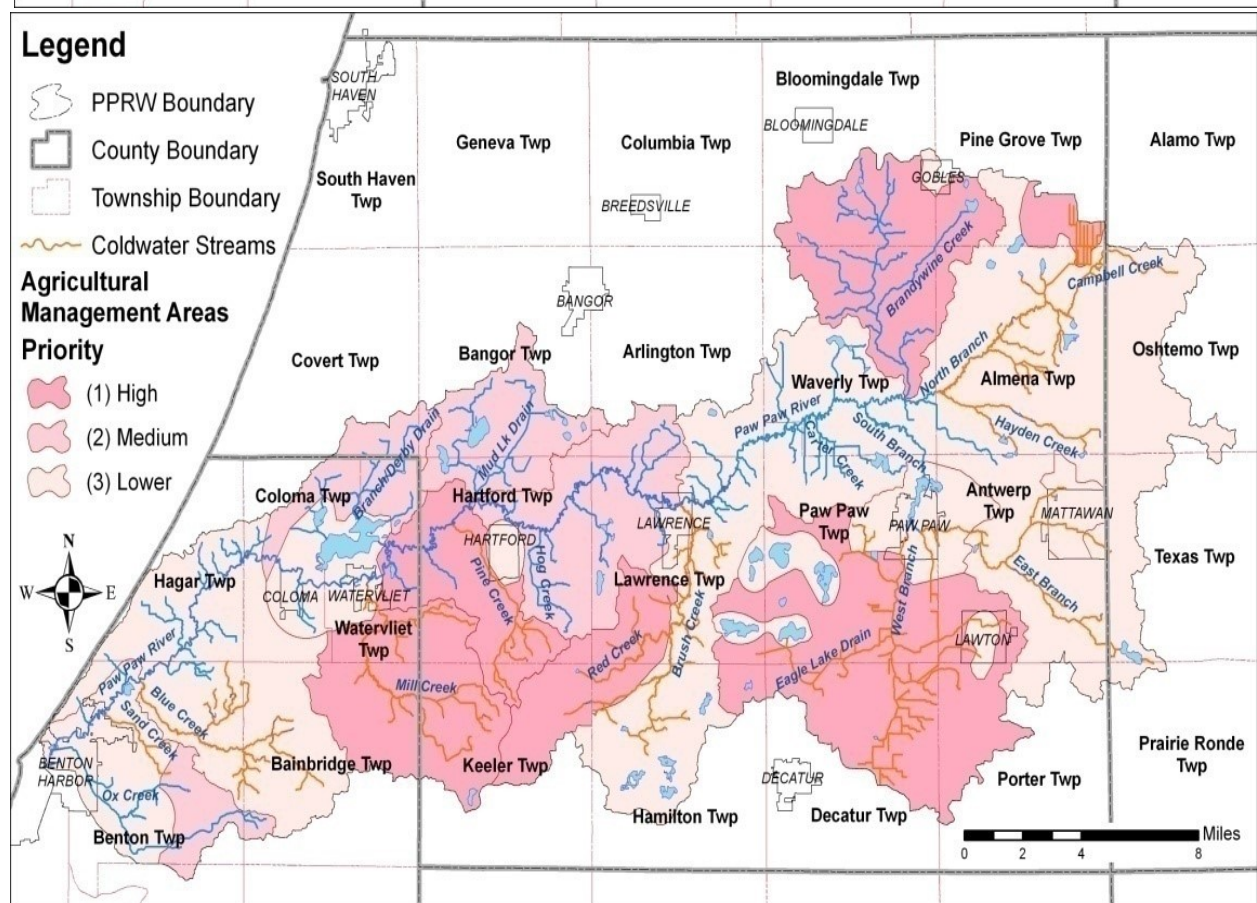 Legend
PPRW Boundary
County Boundary
Township Boundary
Coldwater Streams
Agricultural
Management Areas
Priority
(1) High
(2) Medium
(3) Lower
N
W
E
S
SOUTH
HAVEN
South Haven
Twp
Geneva Twp
Columbia Twp
BREEDSVILLE
Bloomingdale Twp
BLOOMINGDALE
Pine Grove Twp
GOBLES
Alamo Twp
Covert Twp
BANGOR
Bangor Twp
Arlington Twp
Brandywine Creek
Campbell Creek
Waverly Twp
North Branch
Almena Twp
Oshtemo Twp
Paw Paw River
South Branch
Carter Creek
Hayden Creek
Coloma Twp
Branch/Derby Drain
Mud Lk Drain
Hartford Twp
HARTFORD
Hog Creek
Pine Creek
LAWRENCE
Lawrence Twp
Paw Paw
Twp
PAW PAW
Antwerp
Twp
MATTAWAN
Texas Twp
East Branch
West Branch
LAWTON
Hagar Twp
COLOMA
WATERVLIET
Watervliet
Twp
Red Creek
Brush Creek
Eagle Lake Drain
Mill Creek
Paw Paw River
Blue Creek
Sand Creek
BENTON
HARBOR
Ox Creek
Benton Twp
Bainbridge Twp
Keeler Twp
Hamilton Twp
DECATUR
Decatur Twp
Porter Twp
Prairie Ronde
Twp
Miles
0 2 4 8